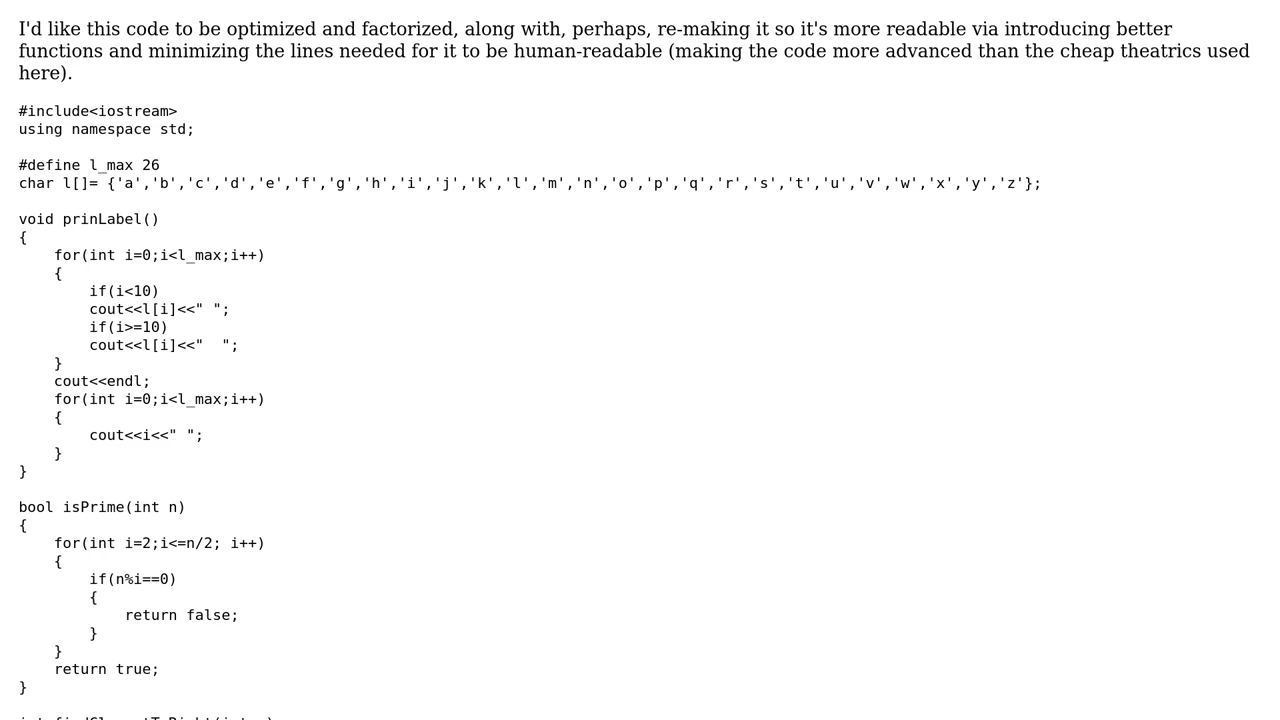 I'd like this code to be optimized and factorized, along with, perhaps, re-making it so it's more readable via introducing better
functions and minimizing the lines needed for it to be human-readable (making the code more advanced than the cheap theatrics used
here).
#include<iostream>
using namespace std;
#define l_max 26
char l[]= {'a','b','c','d','e','f','g','h','i','j','k','l','m','n','o','p','q','r','s','t','u','v','w','x','y','z'};
void prinLabel()
{
    for(int i=0;i<l_max;i++)
    {
        if(i<10)
        cout<<l[i]<<" ";
        if(i>=10)
        cout<<l[i]<<"  ";
    }
    cout<<endl;
    for(int i=0;i<l_max;i++)
    {
        cout<<i<<" ";
    }
}
bool isPrime(int n)
{
    for(int i=2;i<=n/2; i++)
    {
        if(n%i==0)
        {
            return false;
        }
    }
    return true;
}